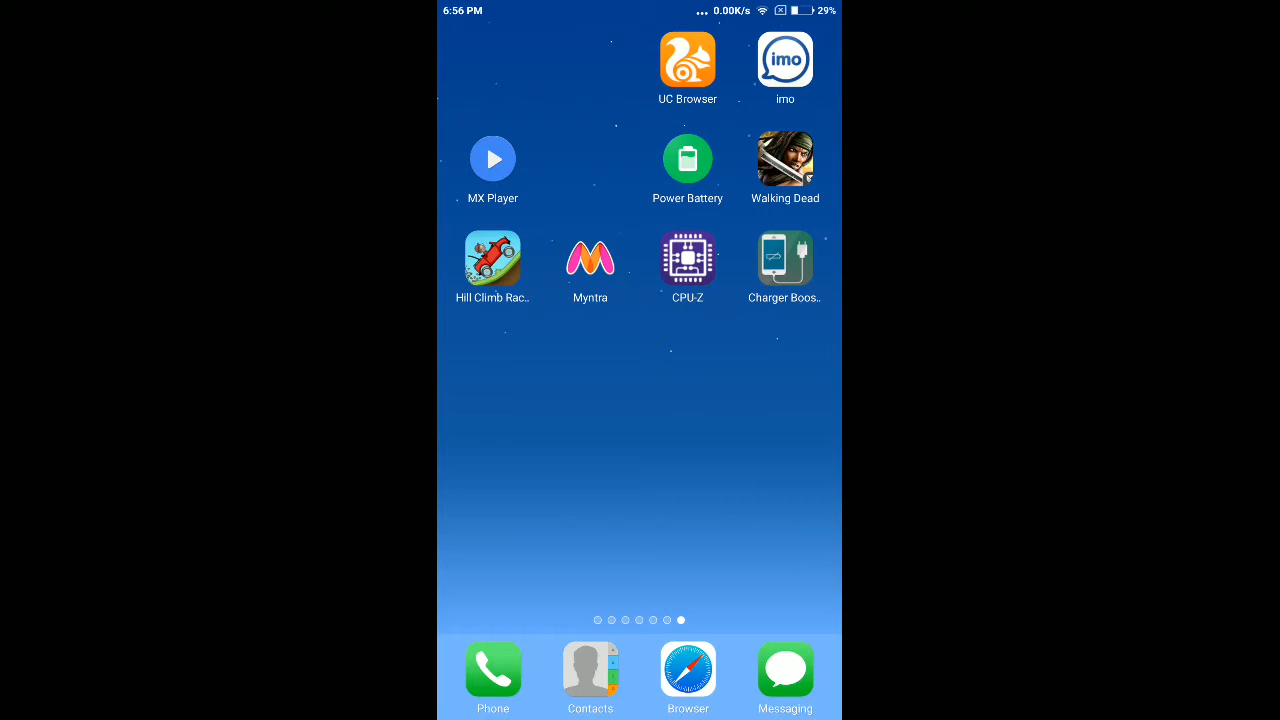 6:56 PM ... 0.00K/s 29%
imo
UC Browser imo
MX Player Power Battery Walking Dead
Hill Climb Rac.. Myntra CPU-Z Charger Boos..
Phone Contacts Browser Messaging